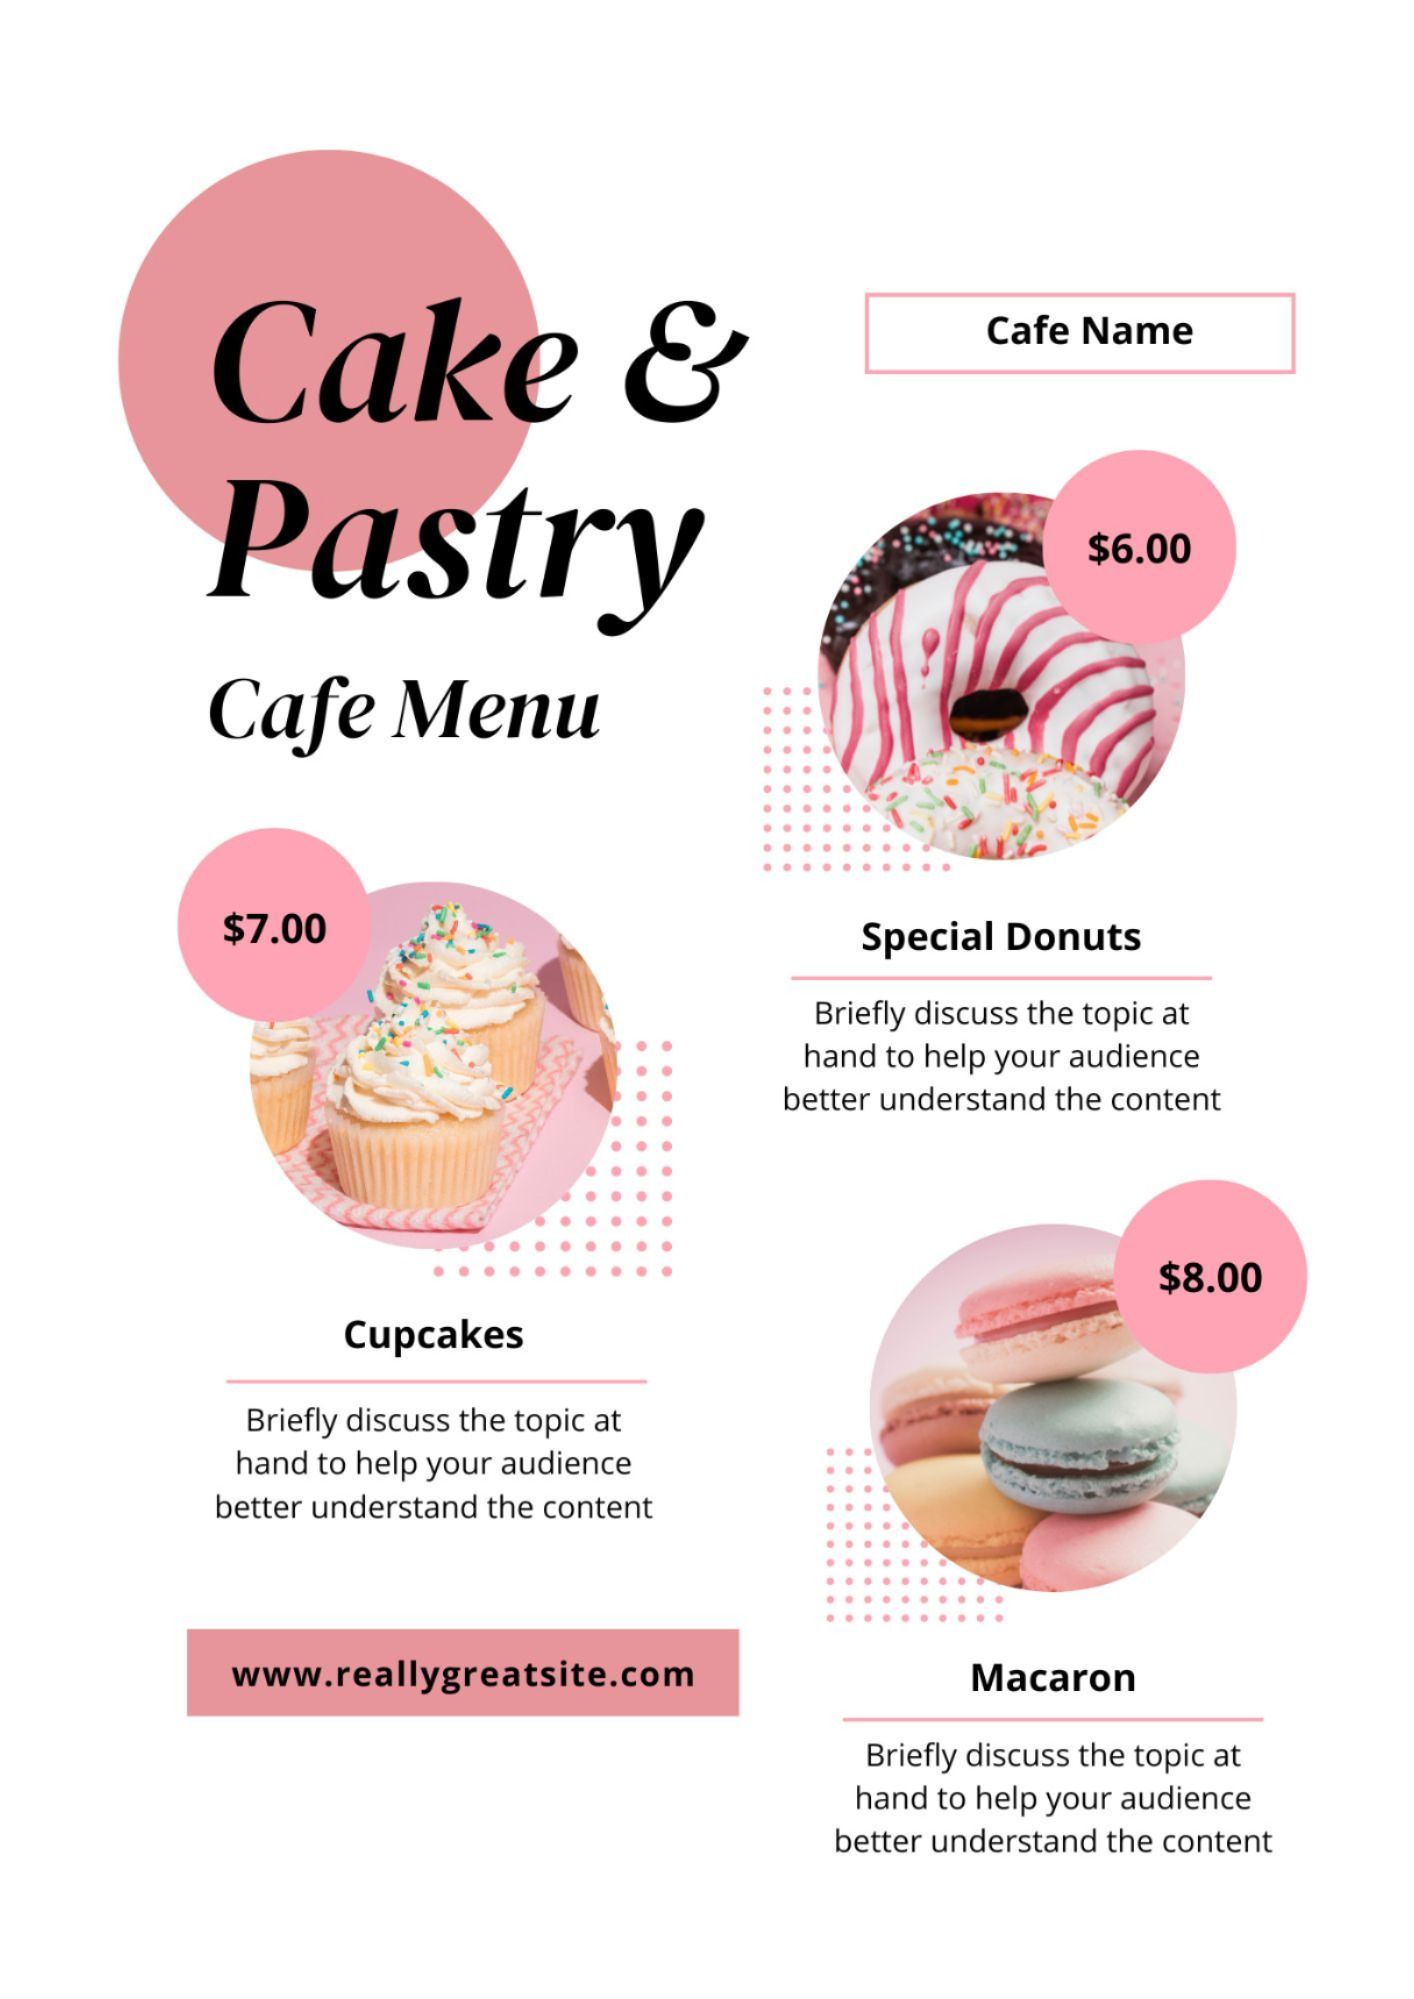 Cake &
Pastry
Cafe Menu
Cafe Name
$6.00
Special Donuts
Briefly discuss the topic at
hand to help your audience
better understand the content
$7.00
Cupcakes
Briefly discuss the topic at
hand to help your audience
better understand the content
$8.00
Macaron
Briefly discuss the topic at
hand to help your audience
better understand the content
www.reallygreatsite.com